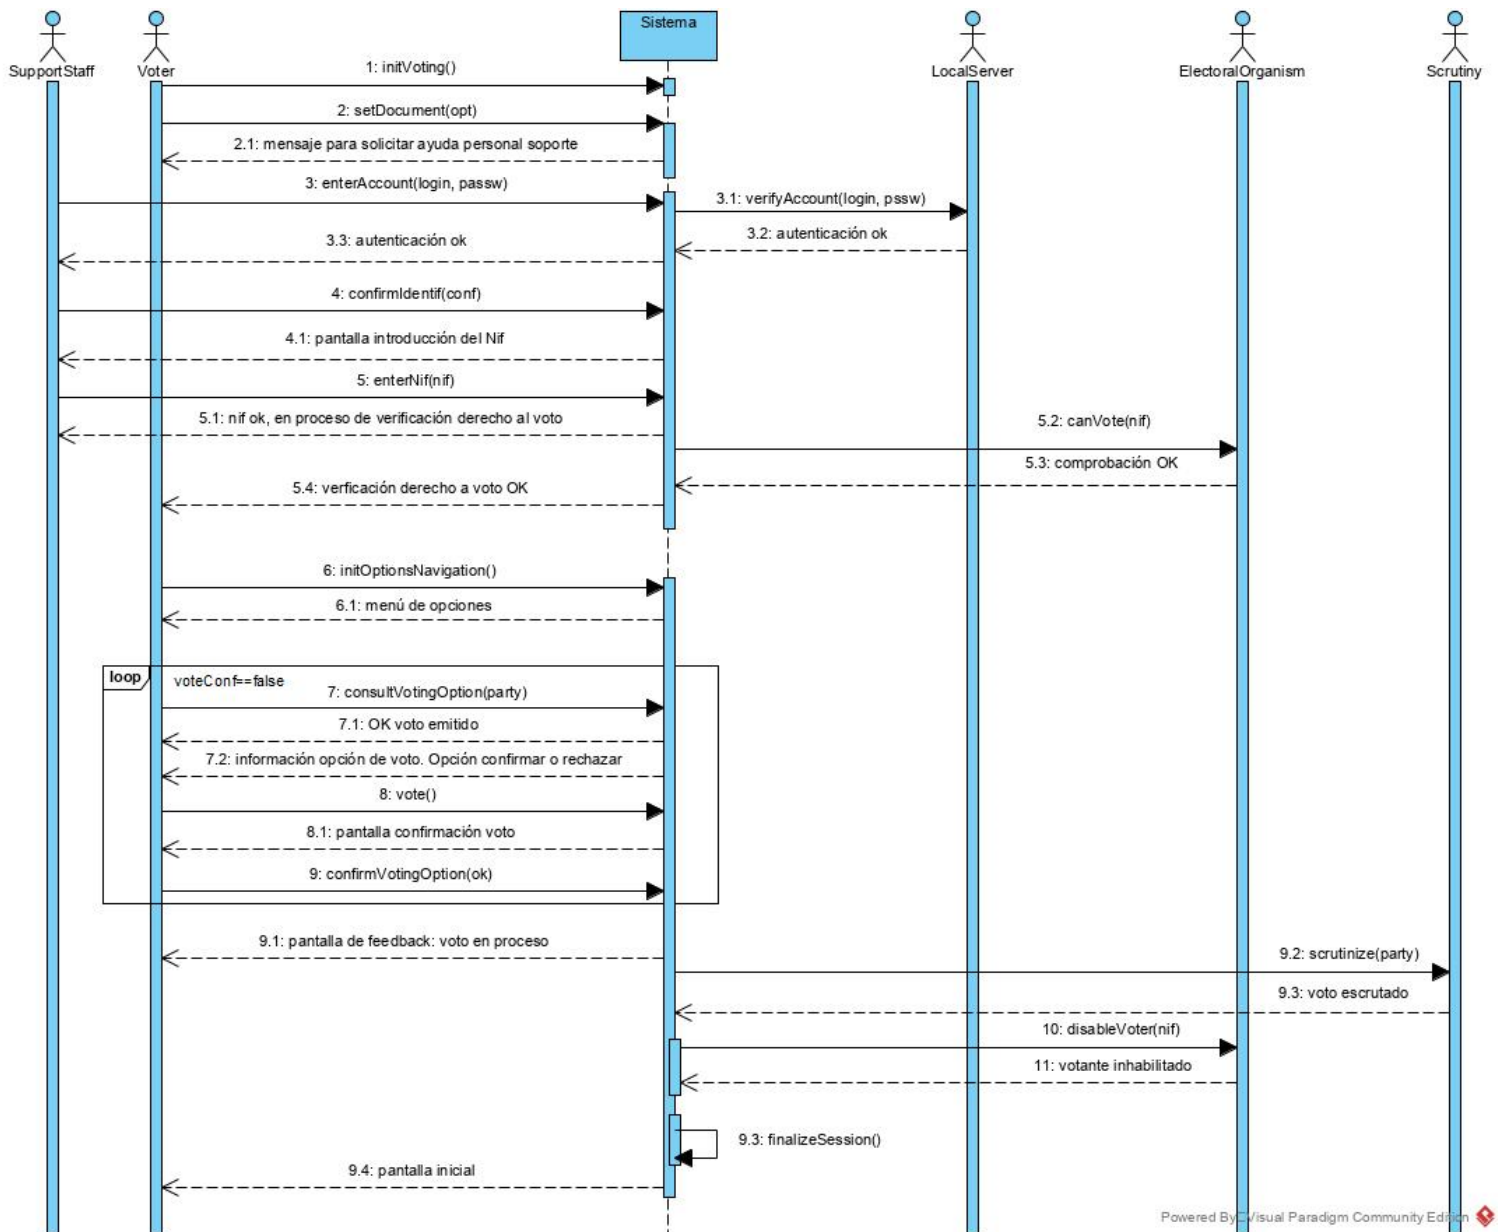 Sistema
SupportStaff
Voter
LocalServer
ElectoralOrganism
Scrutiny
1: initVoting()
2: setDocument(opt)
2.1: mensaje para solicitar ayuda personal soporte
3: enterAccount(login, passw)
3.1: verifyAccount(login, pssw)
3.2: autenticación ok
3.3: autenticación ok
4: confirmIdentif(conf)
4.1: pantalla introducción del Nif
5: enterNif(nif)
5.1: nif ok, en proceso de verificación derecho al voto
5.2: canVote(nif)
5.3: comprobación OK
5.4: verficación derecho a voto OK
6: initOptionsNavigation()
6.1: menú de opciones
loop
voteConf==false
7: consultVotingOption(party)
7.1: OK voto emitido
7.2: información opción de voto. Opción confirmar o rechazar
8: vote()
8.1: pantalla confirmación voto
9: confirmVotingOption(ok)
9.1: pantalla de feedback: voto en proceso
9.2: scrutinize(party)
9.3: voto escrutado
10: disableVoter(nif)
11: votante inhabilitado
9.3: finalizeSession()
9.4: pantalla inicial
Powered By Visual Paradigm Community Edition